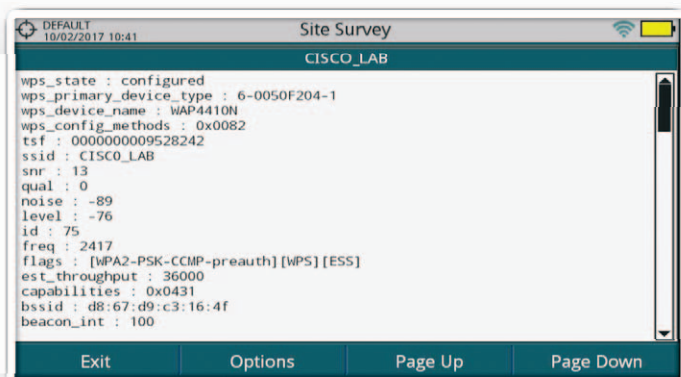 DEFAULT
10/02/2017 10:41
Site Survey
CISCO_LAB
wps_state : configured
wps_primary_device_type : 6-0050F204-1
wps_device_name : WAP4410N
wps_config_methods : 0x0082
tsf : 0000000009528242
ssid : CISCO_LAB
snr : 13
qual : 0
noise : -89
level : -76
id : 75
freq : 2417
flags : [WPA2-PSK-CCMP-preauth][WPS][ESS]
est_throughput : 36000
capabilities : 0x0431
bssid : d8:67:d9:c3:16:4f
beacon_int : 100
Exit Options Page Up Page Down